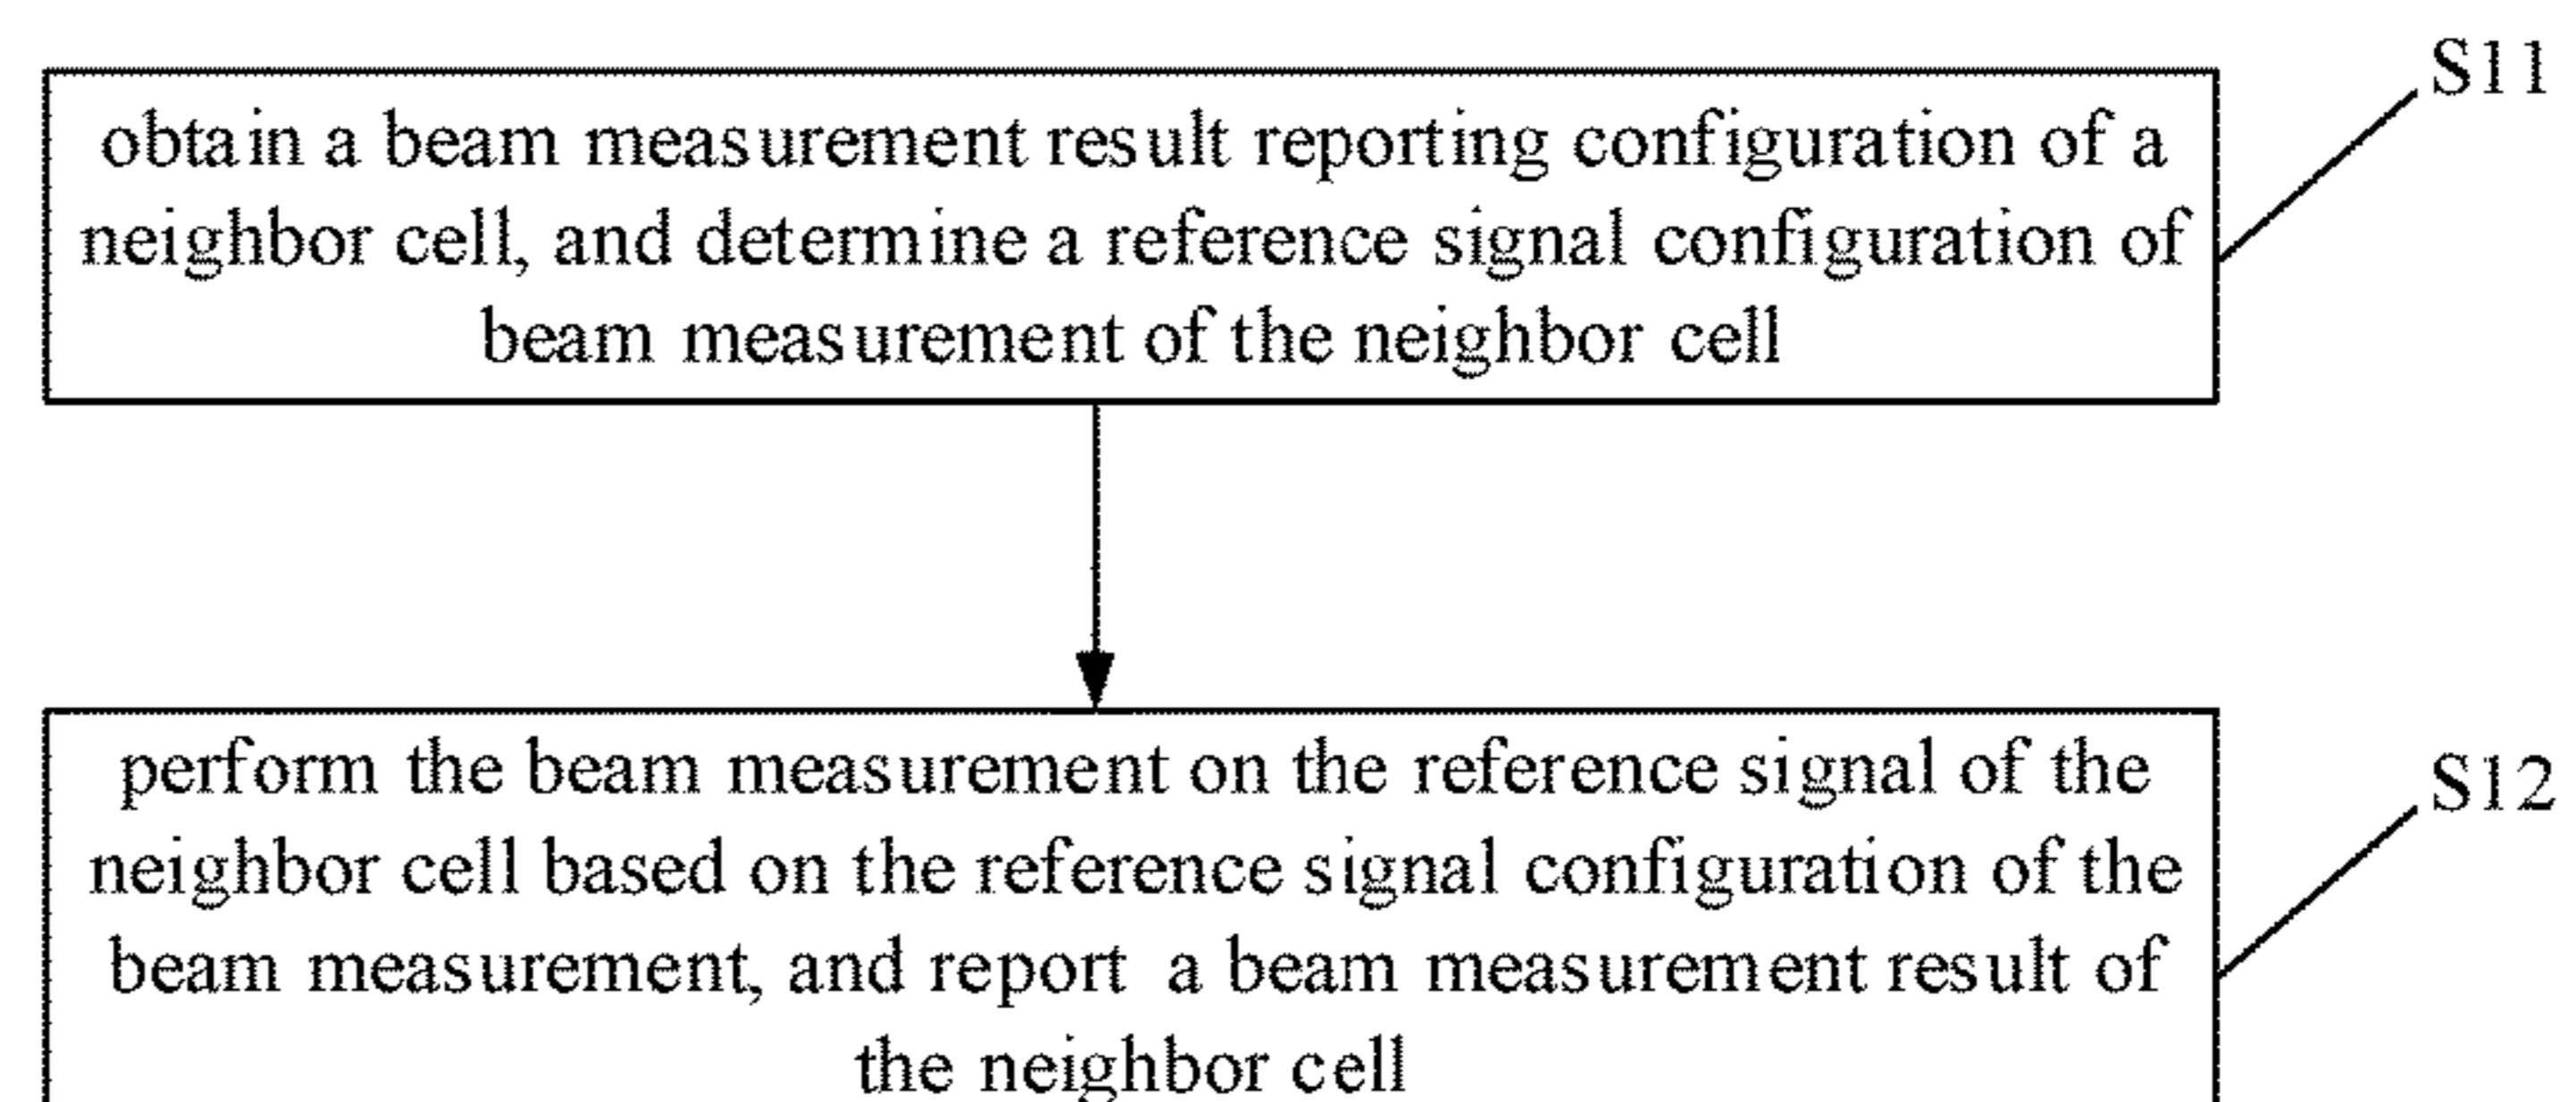 S11
obtain a beam measurement result reporting configuration of a
neighbor cell, and determine a reference signal configuration of
beam measurement of the neighbor cell
S12
perform the beam measurement on the reference signal of the
neighbor cell based on the reference signal configuration of the
beam measurement, and report a beam measurement result of
the neighbor cell